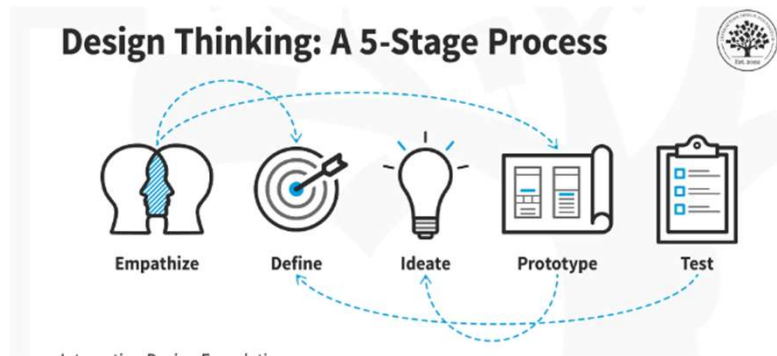 Design Thinking: A 5-Stage Process
Empathize
Define
Ideate
Prototype
Test